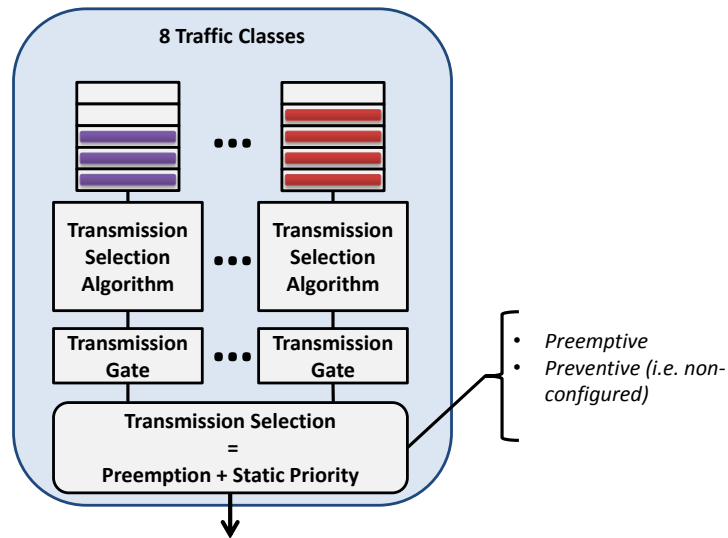 8 Traffic Classes
Transmission
Selection
Algorithm
Transmission
Selection
Algorithm
Transmission
Gate
Transmission
Gate
Transmission Selection
=
Preemption + Static Priority
• Preemptive
• Preventive (i.e. non-
configured)